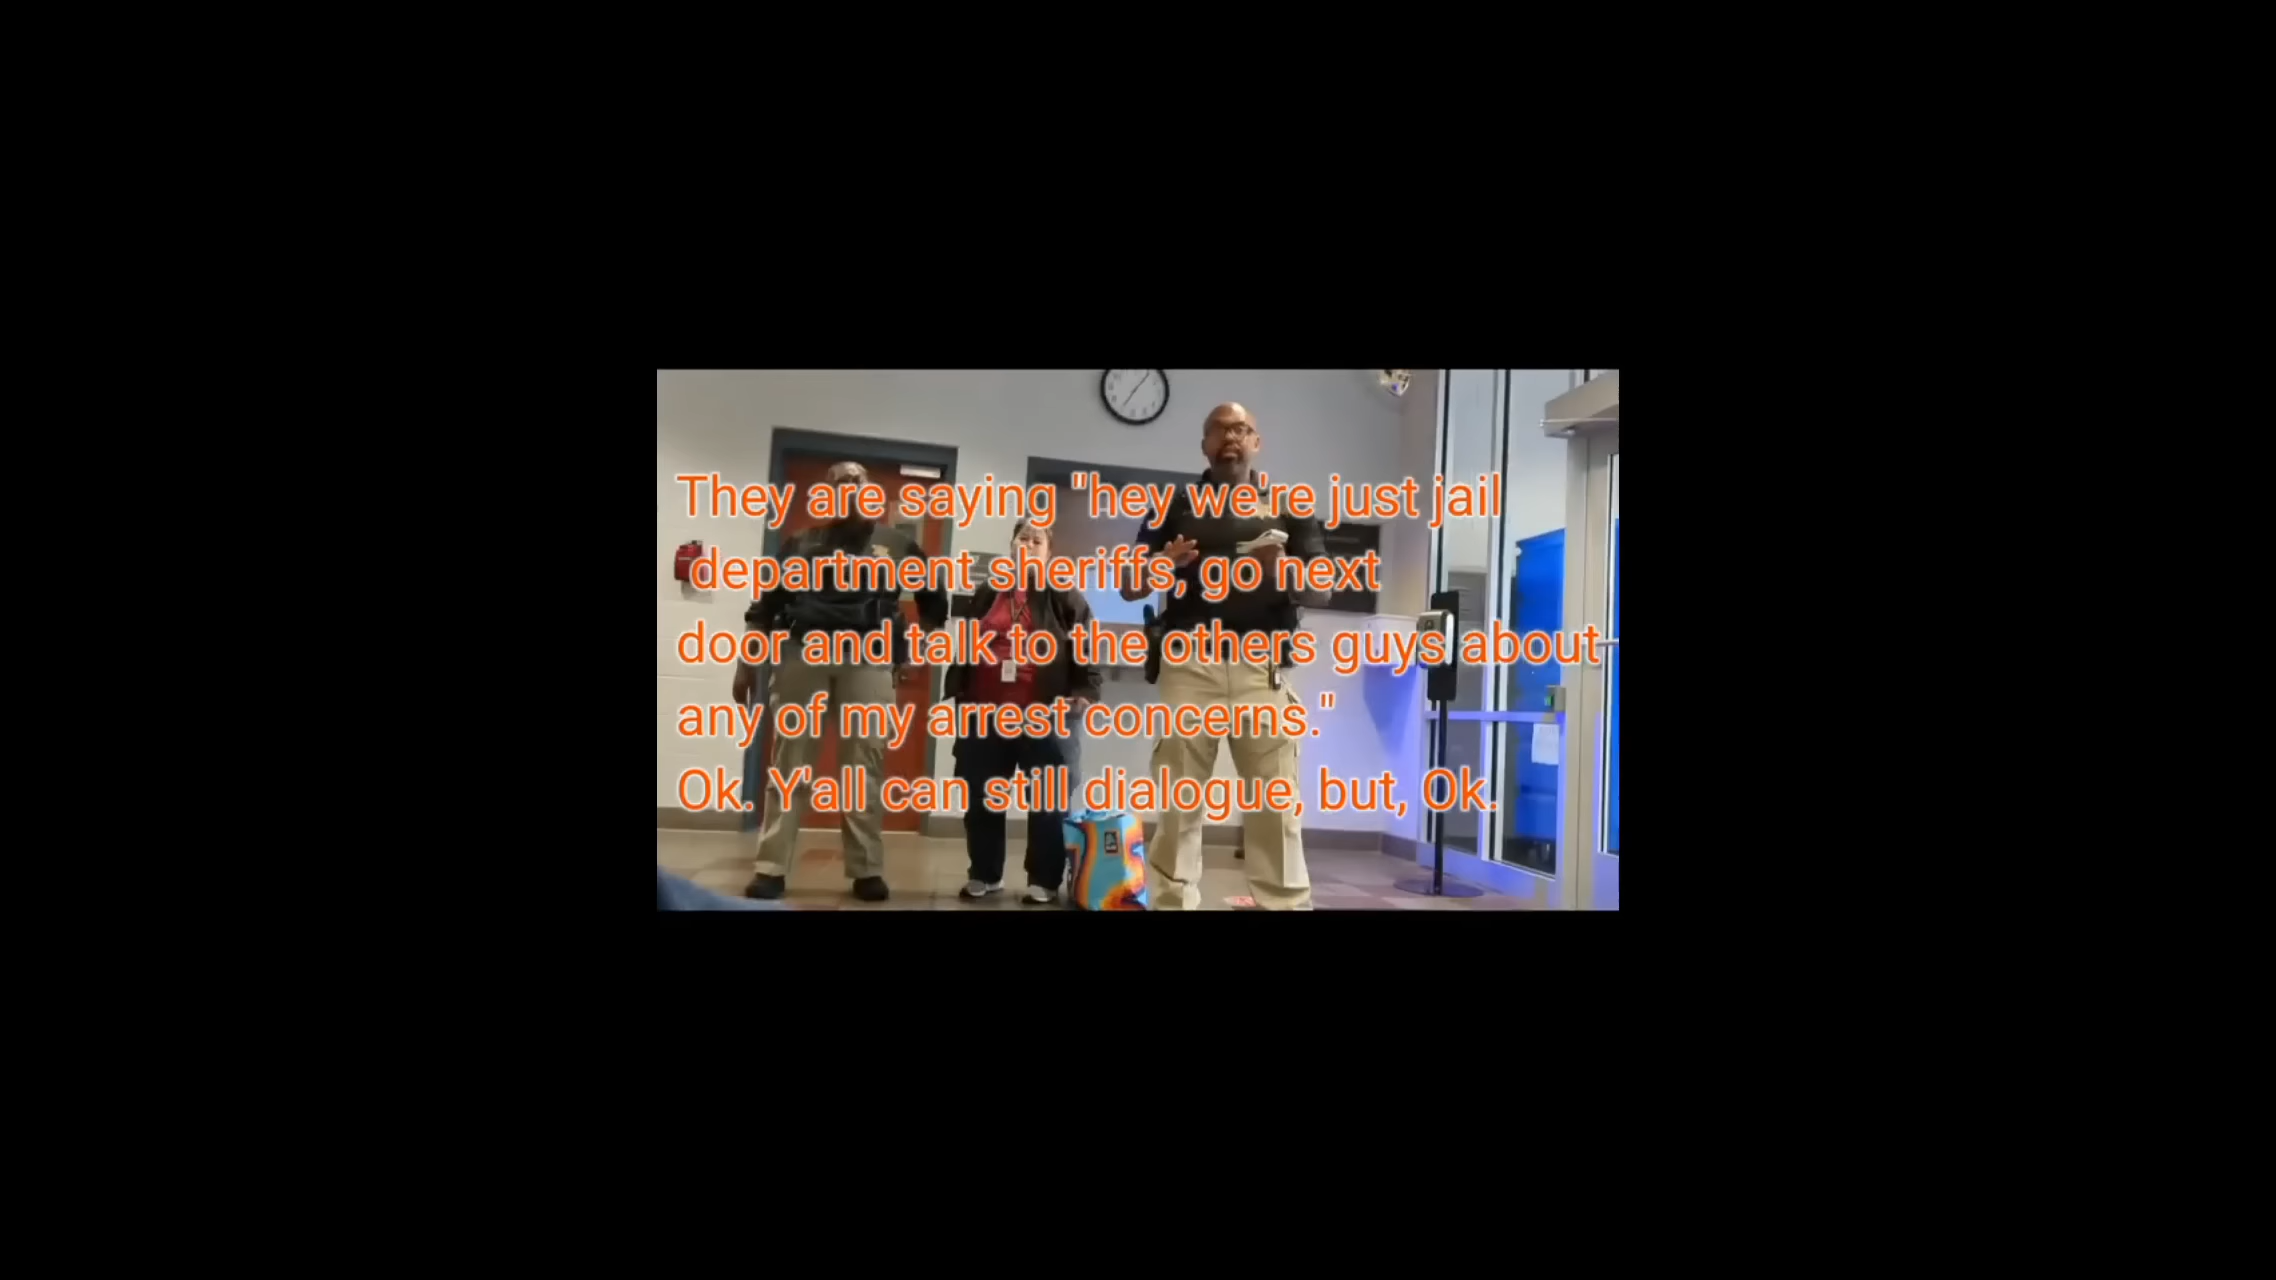 They are saying "hey we're just jail
department sheriffs, go next
door and talk to the others guys about
any of my arrest concerns."
Ok. Y'all can still dialogue, but, Ok.